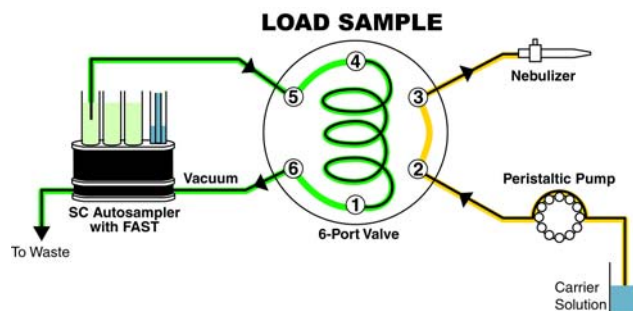 LOAD SAMPLE
4
5
3
Nebulizer
6
2
Vacuum
Peristaltic Pump
1
SC Autosampler
with FAST
6-Port Valve
To Waste
Carrier
Solution